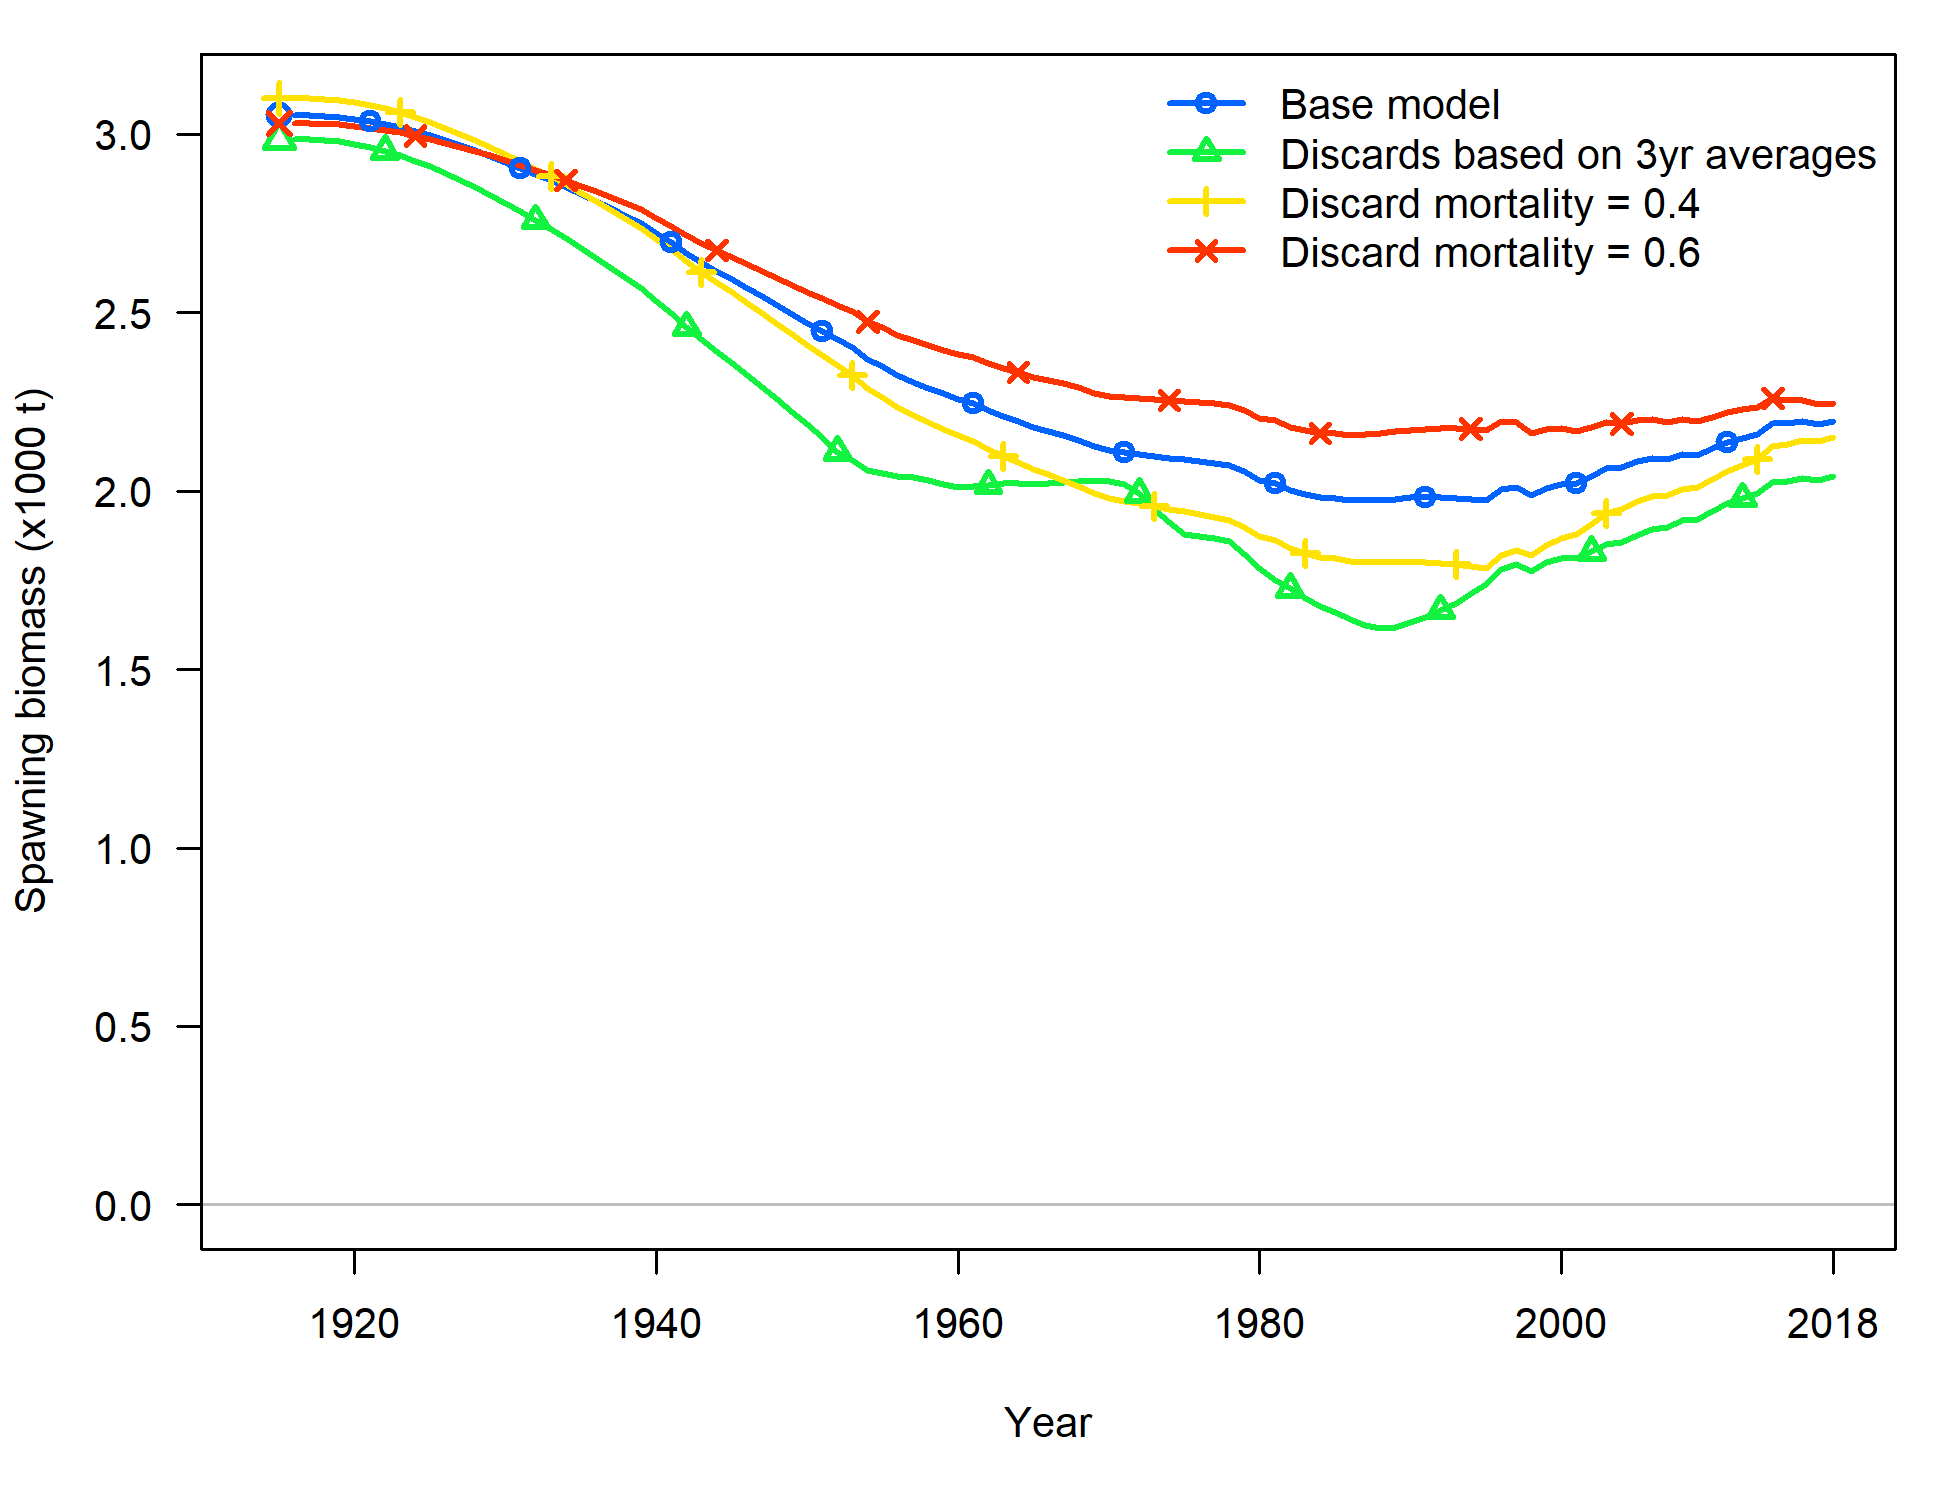 Base model
Discards based on 3yr averages
Discard mortality = 0.4
Discard mortality = 0.6
3.0
2.5
2.0
1.5
1.0
0.5
0.0
Spawning biomass (x1000 t)
1920
1940
1960
1980
2000
2018
Year